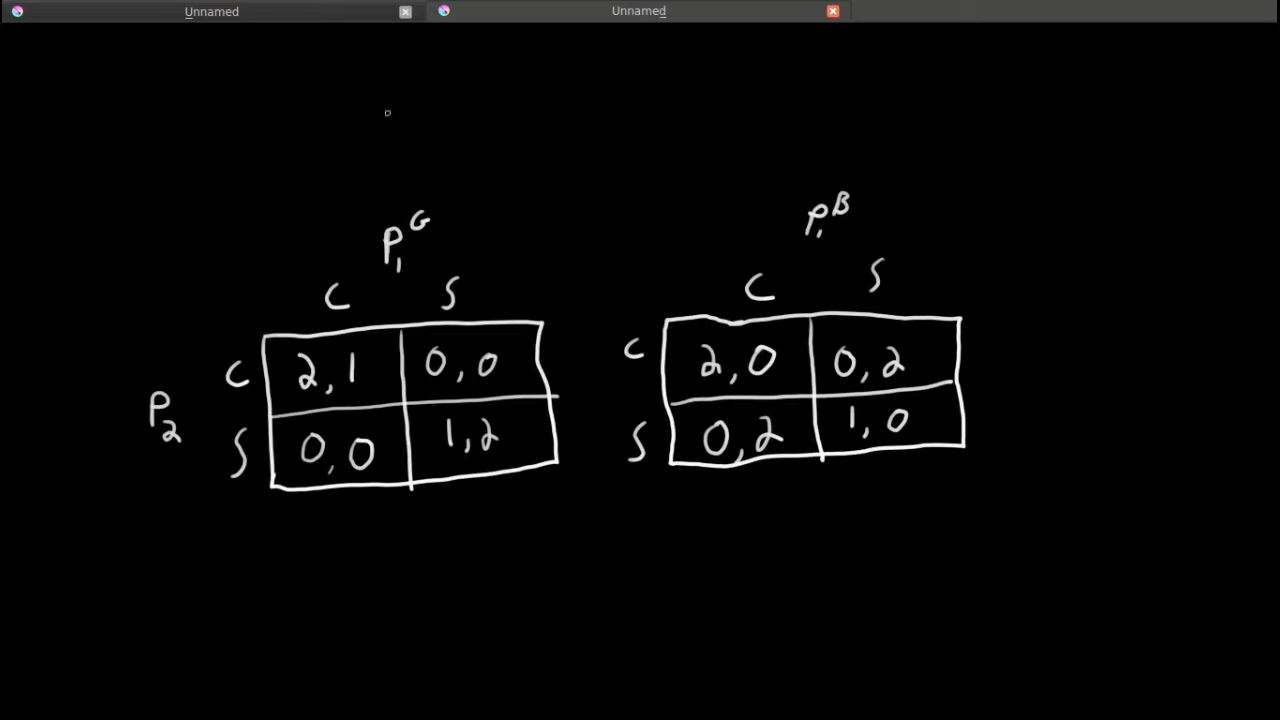 Unnamed Unnamed
P₁ᴳ P₁ᴮ
C S C S
C 2,1 0,0 C 2,0 0,2
P₂
S 0,0 1,2 S 0,2 1,0